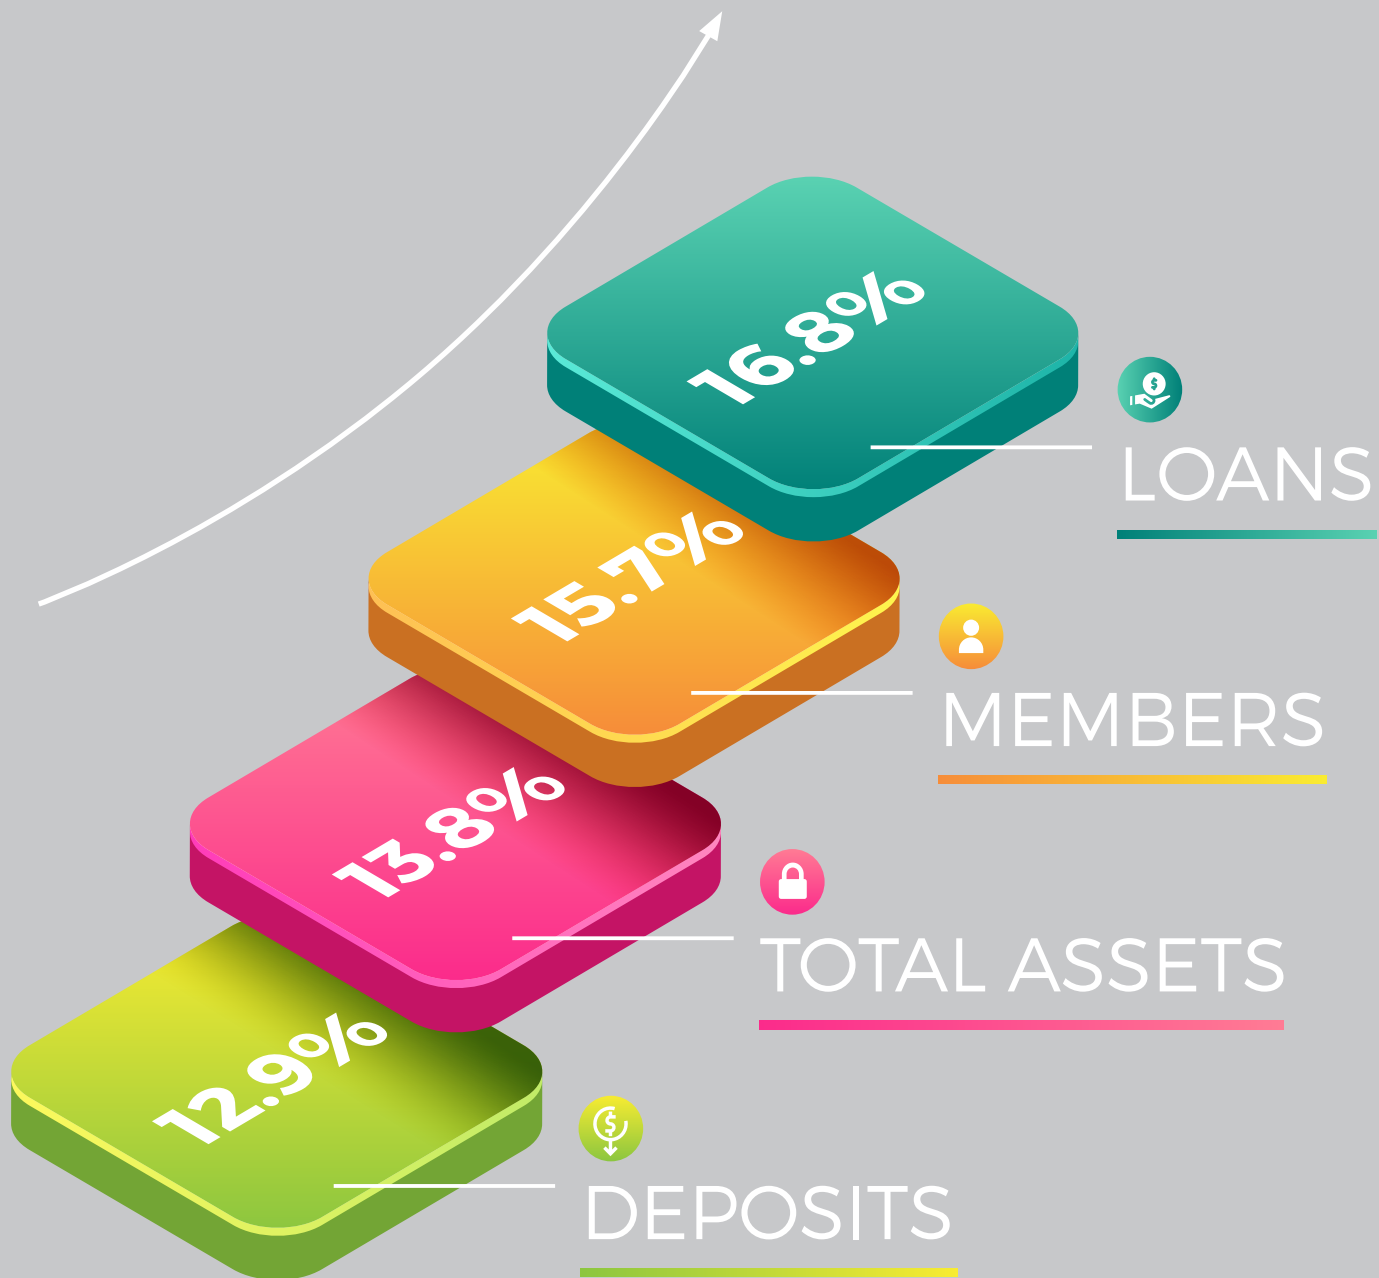 16.8%
LOANS
15.7%
MEMBERS
13.8%
TOTAL ASSETS
12.9%
DEPOSITS